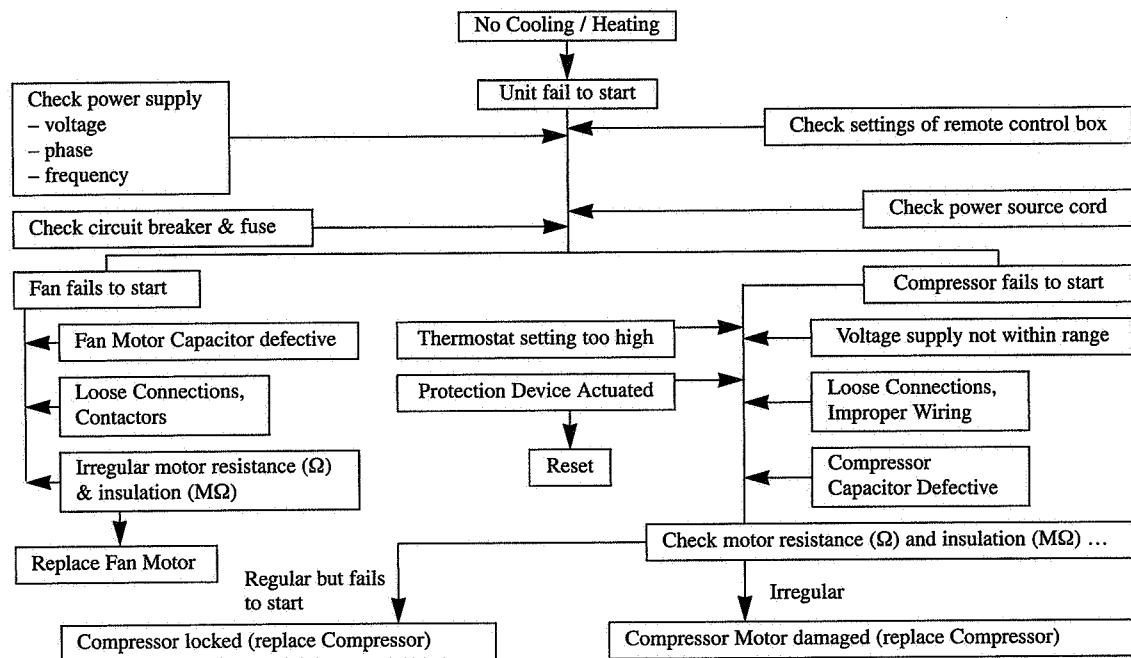 No Cooling / Heating
Unit fail to start
Check power supply
– voltage
– phase
– frequency
Check settings of remote control box
Check power source cord
Check circuit breaker & fuse
Fan fails to start
Compressor fails to start
Fan Motor Capacitor defective
Thermostat setting too high
Voltage supply not within range
Loose Connections,
Contactors
Protection Device Actuated
Loose Connections,
Improper Wiring
Irregular motor resistance (Ω)
& insulation (MΩ)
Reset
Compressor
Capacitor Defective
Replace Fan Motor
Check motor resistance (Ω) and insulation (MΩ) …
Regular but fails
to start
Irregular
Compressor locked (replace Compressor)
Compressor Motor damaged (replace Compressor)